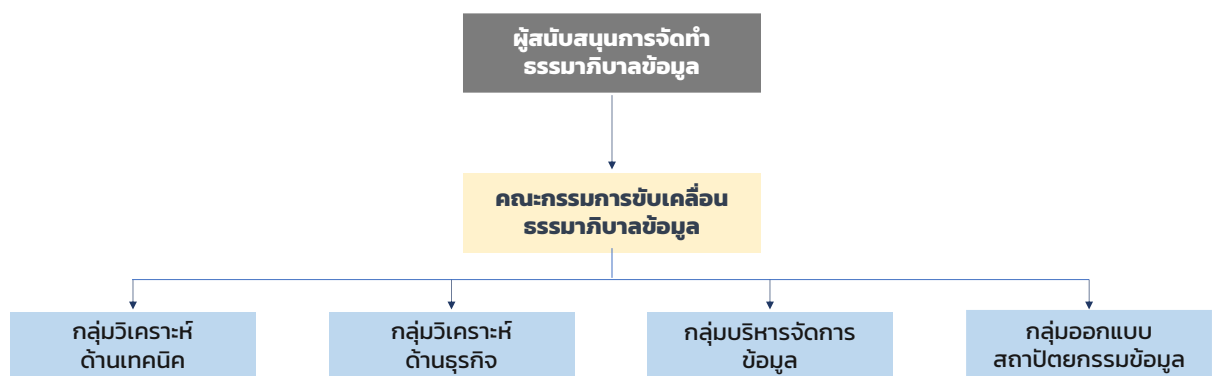 ผู้สนับสนุนการจัดทำ
ธรรมาภิบาลข้อมูล
คณะกรรมการขับเคลื่อน
ธรรมาภิบาลข้อมูล
กลุ่มวิเคราะห์
ด้านเทคนิค
กลุ่มวิเคราะห์
ด้านธุรกิจ
กลุ่มบริหารจัดการ
ข้อมูล
กลุ่มออกแบบ
สถาปัตยกรรมข้อมูล